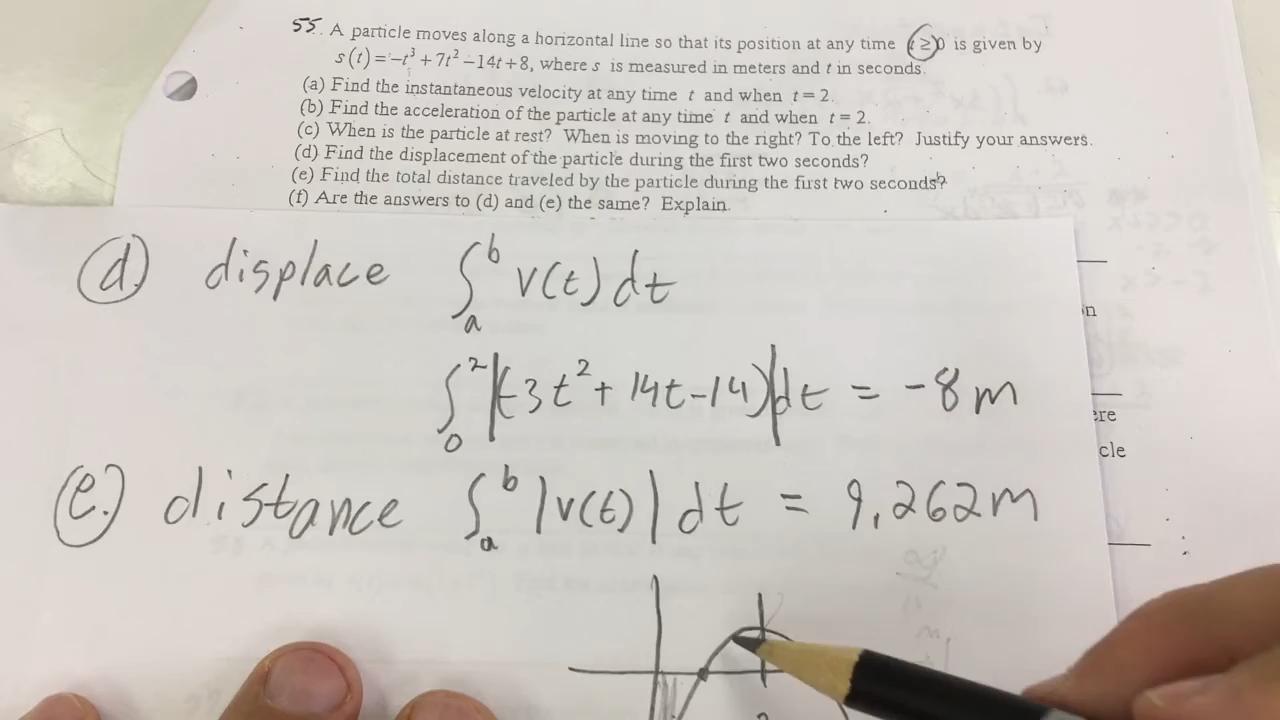 55. A particle moves along a horizontal line so that its position at any time (t ≥ 0) is given by
s(t) = −t³ + 7t² − 14t + 8, where s is measured in meters and t in seconds.
(a) Find the instantaneous velocity at any time t and when t = 2.
(b) Find the acceleration of the particle at any time t and when t = 2.
(c) When is the particle at rest? When is moving to the right? To the left? Justify your answers.
(d) Find the displacement of the particle during the first two seconds?
(e) Find the total distance traveled by the particle during the first two seconds?
(f) Are the answers to (d) and (e) the same? Explain.
(d.) displace ∫ₐᵇ v(t) dt
∫₀² |(-3t² + 14t - 14)| dt = -8 m
(e.) distance ∫ₐᵇ |v(t)| dt = 9.262 m
n
ere
cle
2